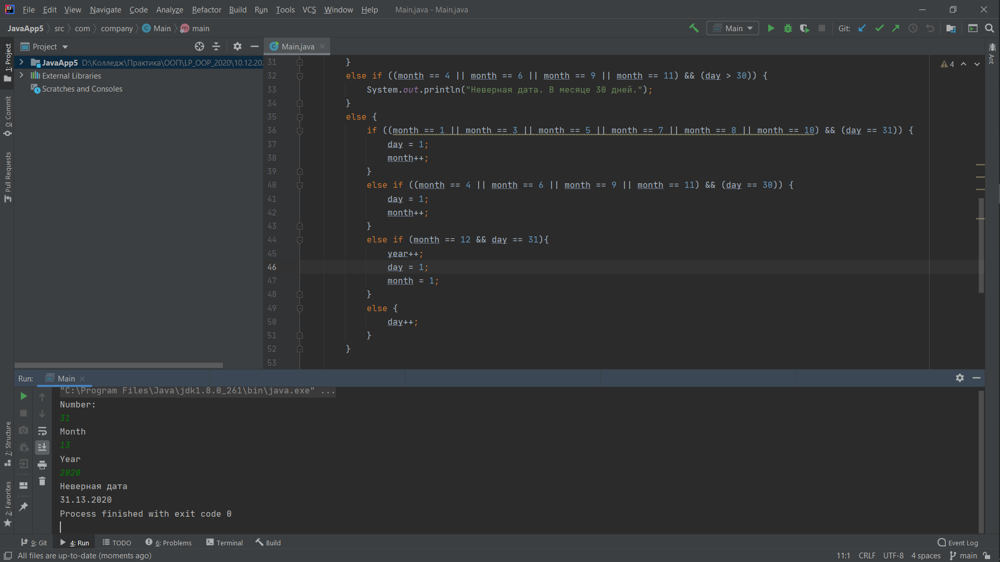 File Edit View Navigate Code Analyze Refactor Build Run Tools VCS Window Help Main.java - Main.java
JavaApp5 src com company Main main
Main Git:
Project
Main.java
1: Project
0: Commit
Pull Requests
7: Structure
2: Favorites
Ant
JavaApp5 D:\Колледж\Практика\ООП\LP_OOP_2020\10.12.20
External Libraries
Scratches and Consoles
4
31 }
32 else if ((month == 4 || month == 6 || month == 9 || month == 11) && (day > 30)) {
33 System.out.println("Неверная дата. В месяце 30 дней.");
34 }
35 else {
36 if ((month == 1 || month == 3 || month == 5 || month == 7 || month == 8 || month == 10) && (day == 31)) {
37 day = 1;
38 month++;
39 }
40 else if ((month == 4 || month == 6 || month == 9 || month == 11) && (day == 30)) {
41 day = 1;
42 month++;
43 }
44 else if (month == 12 && day == 31){
45 year++;
46 day = 1;
47 month = 1;
48 }
49 else {
50 day++;
51 }
52 }
53
Run: Main
"C:\Program Files\Java\jdk1.8.0_261\bin\java.exe" ...
Number:
31
Month
13
Year
2020
Неверная дата
31.13.2020
Process finished with exit code 0
9: Git 4: Run TODO 6: Problems Terminal Build Event Log
All files are up-to-date (moments ago) 11:1 CRLF UTF-8 4 spaces main